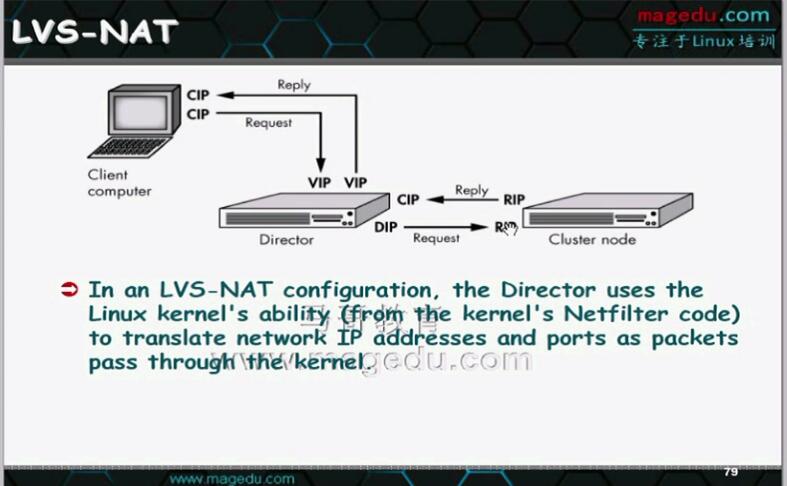 LVS-NAT
magedu.com
专注于Linux培训
Reply
CIP
CIP
Request
Client
computer
VIP VIP
CIP
Reply
RIP
DIP
Request
Director
Cluster node
In an LVS-NAT configuration, the Director uses the
Linux kernel's ability (from the kernel's Netfilter code)
to translate network IP addresses and ports as packets
pass through the kernel.
马哥教育
www.magedu.com
79
www.magedu.com